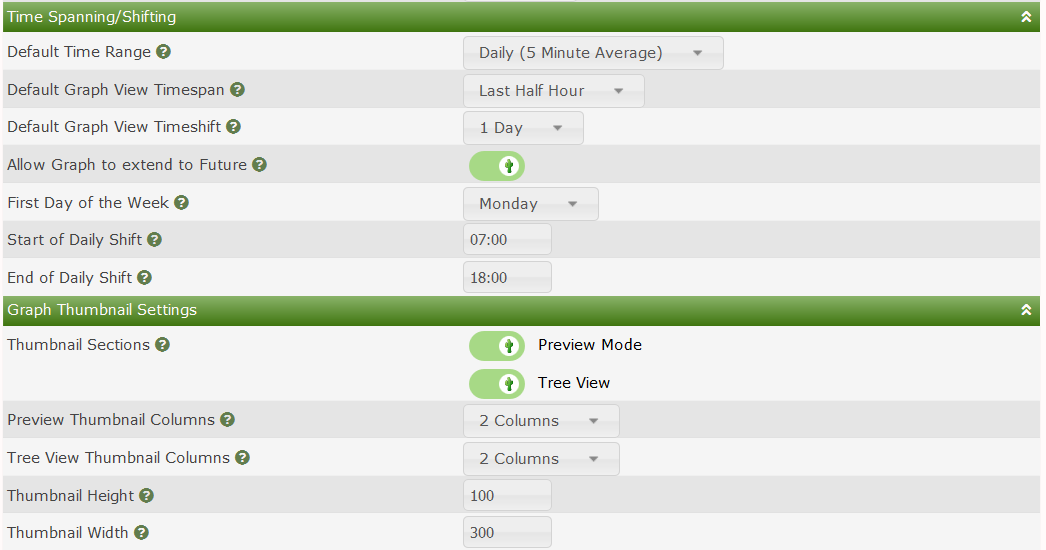 Time Spanning/Shifting
Default Time Range ? Daily (5 Minute Average)
Default Graph View Timespan ? Last Half Hour
Default Graph View Timeshift ? 1 Day
Allow Graph to extend to Future ?
First Day of the Week ? Monday
Start of Daily Shift ? 07:00
End of Daily Shift ? 18:00
Graph Thumbnail Settings
Thumbnail Sections ? Preview Mode
Tree View
Preview Thumbnail Columns ? 2 Columns
Tree View Thumbnail Columns ? 2 Columns
Thumbnail Height ? 100
Thumbnail Width ? 300